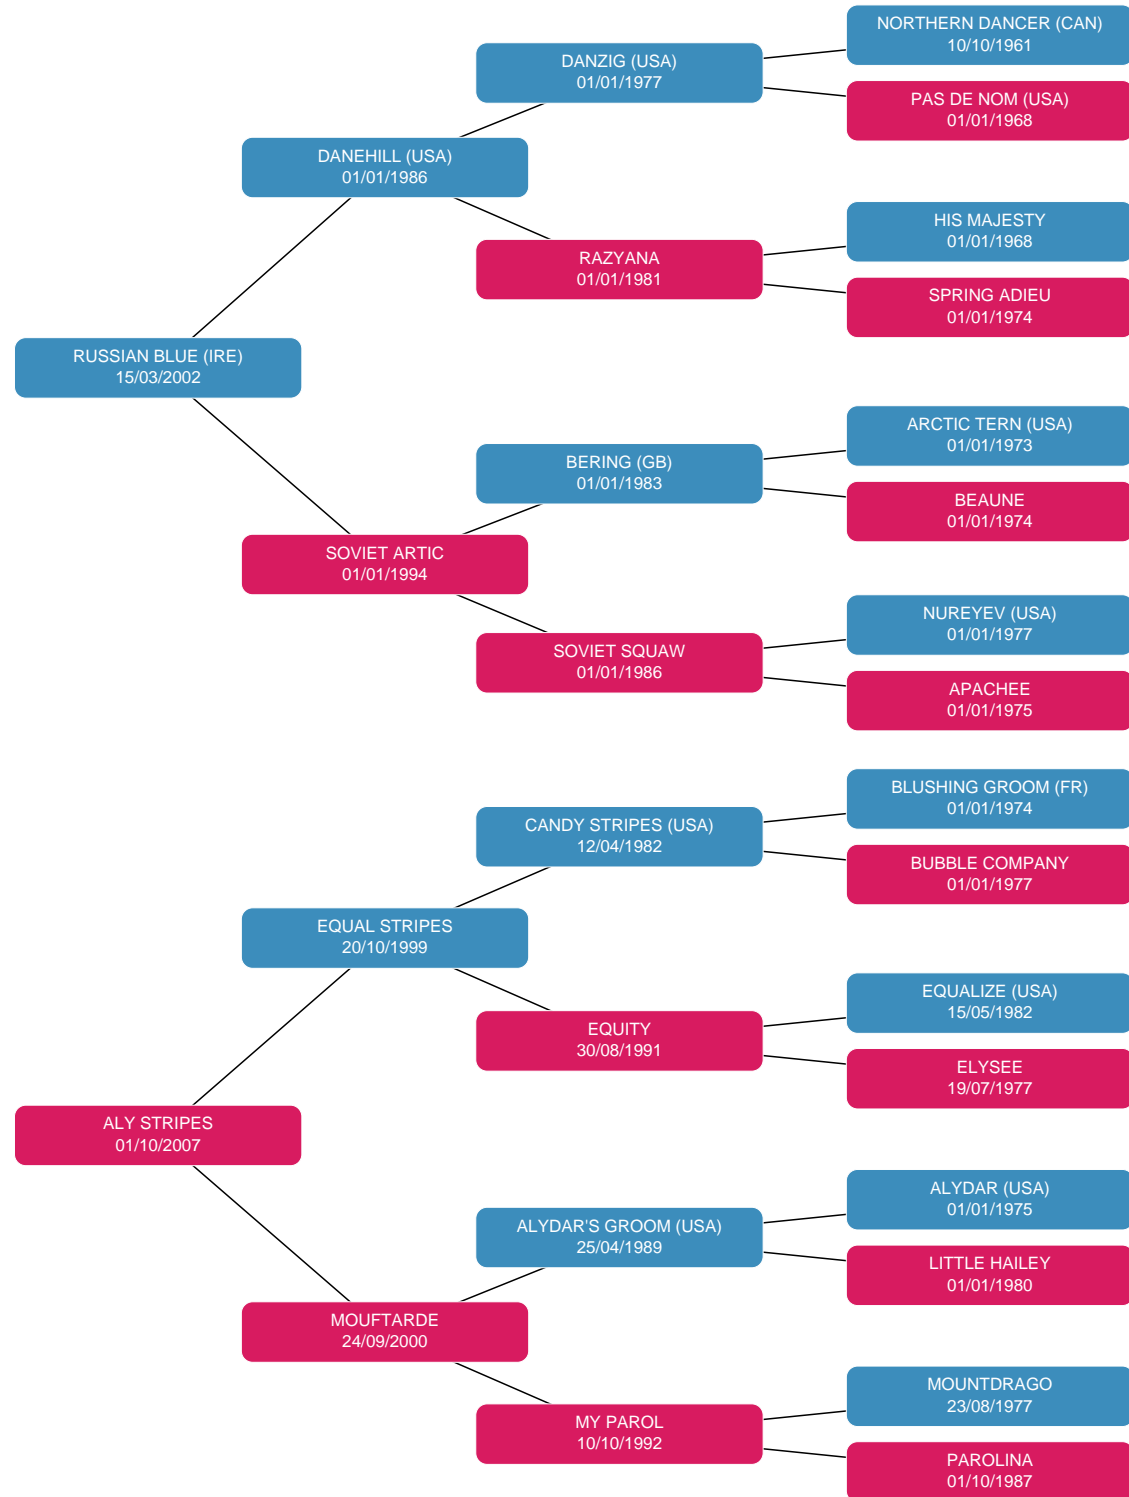 NORTHERN DANCER (CAN)
10/10/1961
DANZIG (USA)
01/01/1977
PAS DE NOM (USA)
01/01/1968
DANEHILL (USA)
01/01/1986
HIS MAJESTY
01/01/1968
RAZYANA
01/01/1981
SPRING ADIEU
01/01/1974
RUSSIAN BLUE (IRE)
15/03/2002
ARCTIC TERN (USA)
01/01/1973
BERING (GB)
01/01/1983
BEAUNE
01/01/1974
SOVIET ARTIC
01/01/1994
NUREYEV (USA)
01/01/1977
SOVIET SQUAW
01/01/1986
APACHEE
01/01/1975
BLUSHING GROOM (FR)
01/01/1974
CANDY STRIPES (USA)
12/04/1982
BUBBLE COMPANY
01/01/1977
EQUAL STRIPES
20/10/1999
EQUALIZE (USA)
15/05/1982
EQUITY
30/08/1991
ELYSEE
19/07/1977
ALY STRIPES
01/10/2007
ALYDAR (USA)
01/01/1975
ALYDAR'S GROOM (USA)
25/04/1989
LITTLE HAILEY
01/01/1980
MOUFTARDE
24/09/2000
MOUNTDRAGO
23/08/1977
MY PAROL
10/10/1992
PAROLINA
01/10/1987